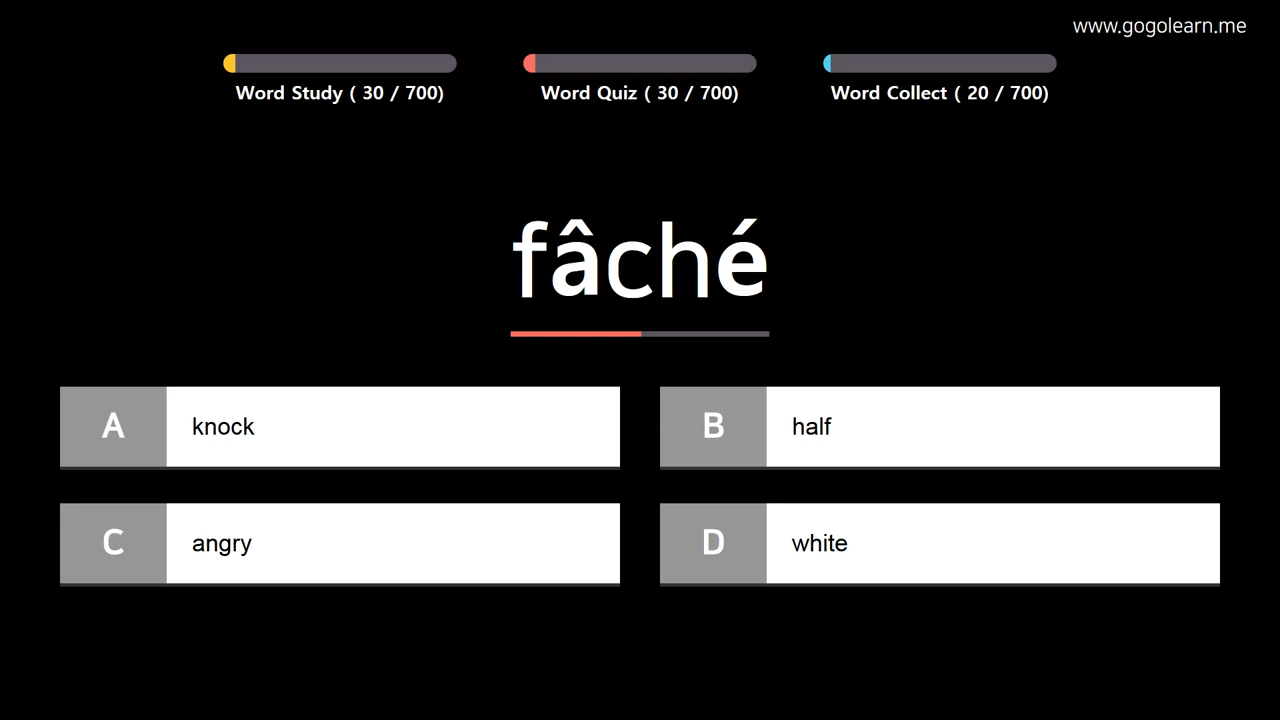 www.gogolearn.me
Word Study ( 30 / 700)
Word Quiz ( 30 / 700)
Word Collect ( 20 / 700)
fâché
A knock
B half
C angry
D white